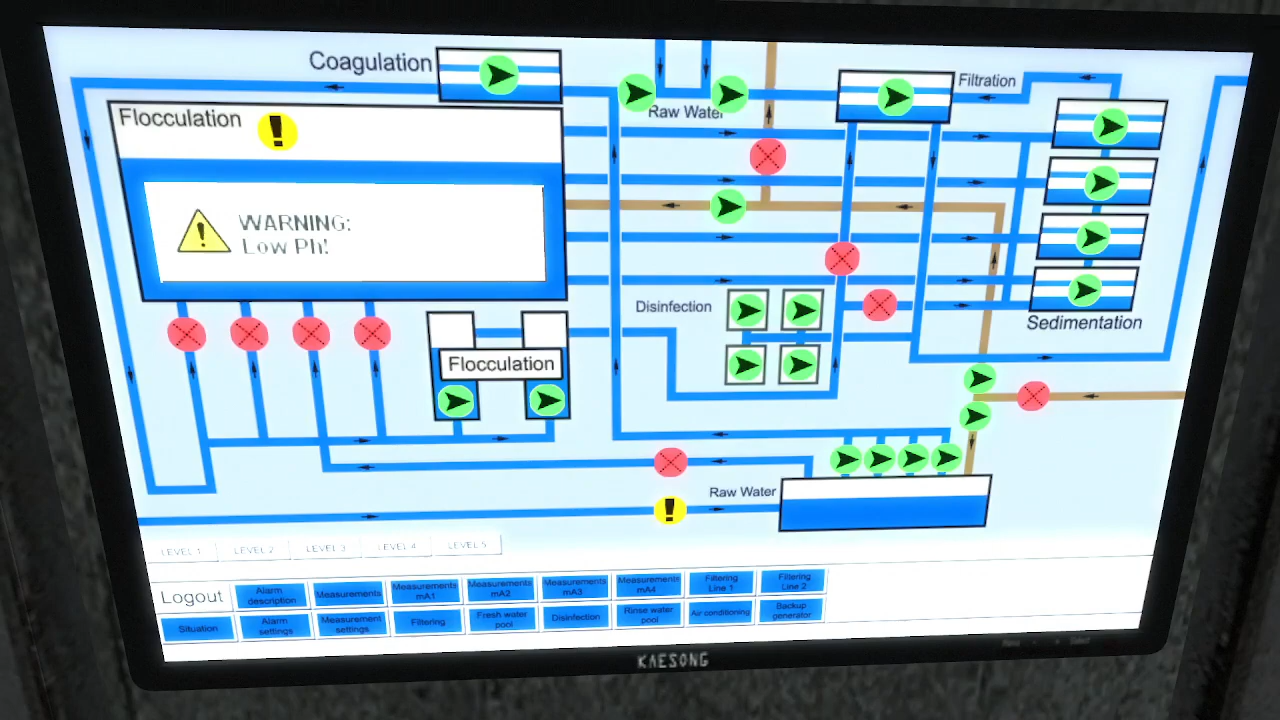 Coagulation
Filtration
Flocculation
Raw Water
WARNING:
Low Ph!
Disinfection
Sedimentation
Flocculation
Raw Water
LEVEL 1 LEVEL 2 LEVEL 3 LEVEL 4 LEVEL 5
Logout
Alarm
description
Measurements
Measurements
mA1
Measurements
mA2
Measurements
mA3
Measurements
mA4
Filtering
Line 1
Filtering
Line 2
Situation
Alarm
settings
Measurement
settings
Filtering
Fresh water
pool
Disinfection
Rinse water
pool
Air conditioning
Backup
generator
KAESONG